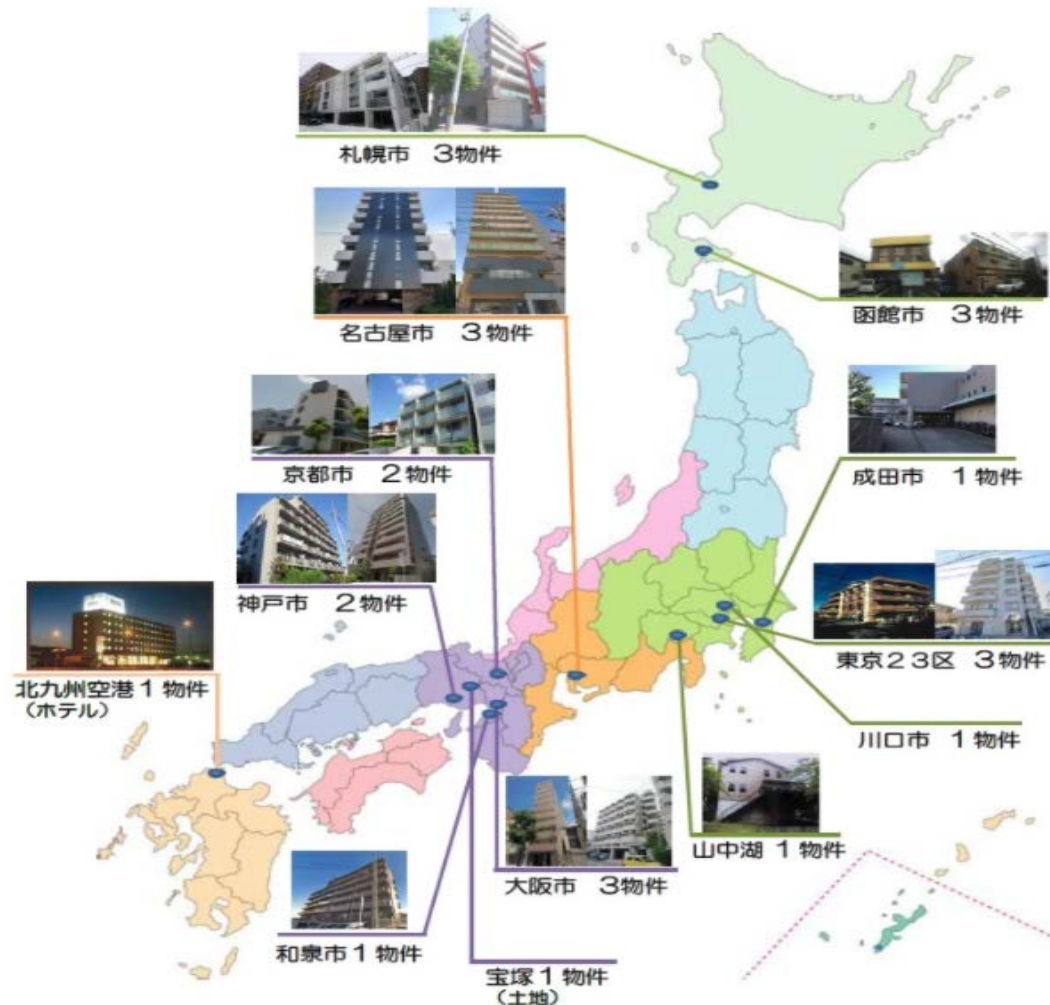 札幌市　3物件
名古屋市　3物件
函館市　3物件
京都市　2物件
成田市　1物件
神戸市　2物件
東京23区　3物件
北九州空港1物件
（ホテル）
川口市　1物件
山中湖　1物件
大阪市　3物件
和泉市1物件
宝塚1物件
（土地）